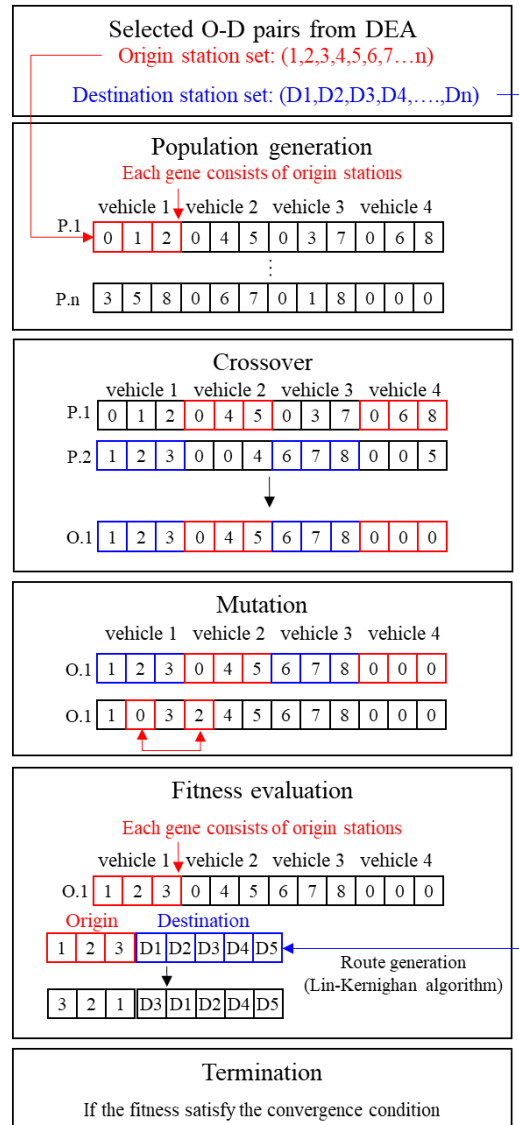 Selected O-D pairs from DEA
Origin station set: (1,2,3,4,5,6,7…n)
Destination station set: (D1,D2,D3,D4,….,Dn)
Population generation
Each gene consists of origin stations
vehicle 1 vehicle 2 vehicle 3 vehicle 4
P.1 0 1 2 0 4 5 0 3 7 0 6 8
⋮
P.n 3 5 8 0 6 7 0 1 8 0 0 0
Crossover
vehicle 1 vehicle 2 vehicle 3 vehicle 4
P.1 0 1 2 0 4 5 0 3 7 0 6 8
P.2 1 2 3 0 0 4 6 7 8 0 0 5
O.1 1 2 3 0 4 5 6 7 8 0 0 0
Mutation
vehicle 1 vehicle 2 vehicle 3 vehicle 4
O.1 1 2 3 0 4 5 6 7 8 0 0 0
O.1 1 0 3 2 4 5 6 7 8 0 0 0
Fitness evaluation
Each gene consists of origin stations
vehicle 1 vehicle 2 vehicle 3 vehicle 4
O.1 1 2 3 0 4 5 6 7 8 0 0 0
Origin Destination
1 2 3 D1 D2 D3 D4 D5
Route generation
(Lin-Kernighan algorithm)
3 2 1 D3 D1 D2 D4 D5
Termination
If the fitness satisfy the convergence condition